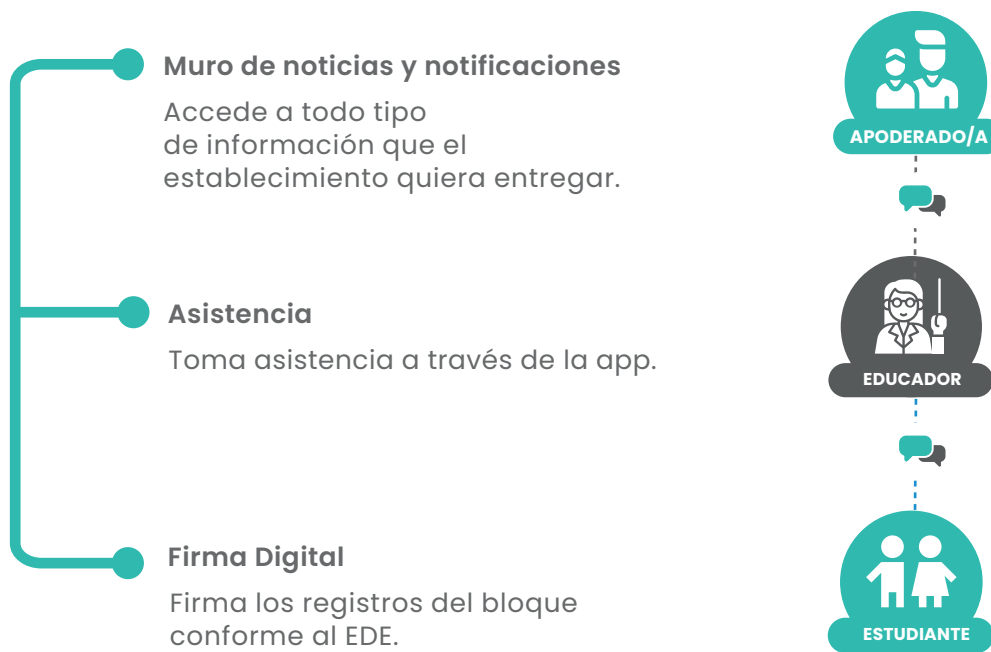 Muro de noticias y notificaciones
Accede a todo tipo
de información que el
establecimiento quiera entregar.
APODERADO/A
Asistencia
Toma asistencia a través de la app.
EDUCADOR
Firma Digital
Firma los registros del bloque
conforme al EDE.
ESTUDIANTE